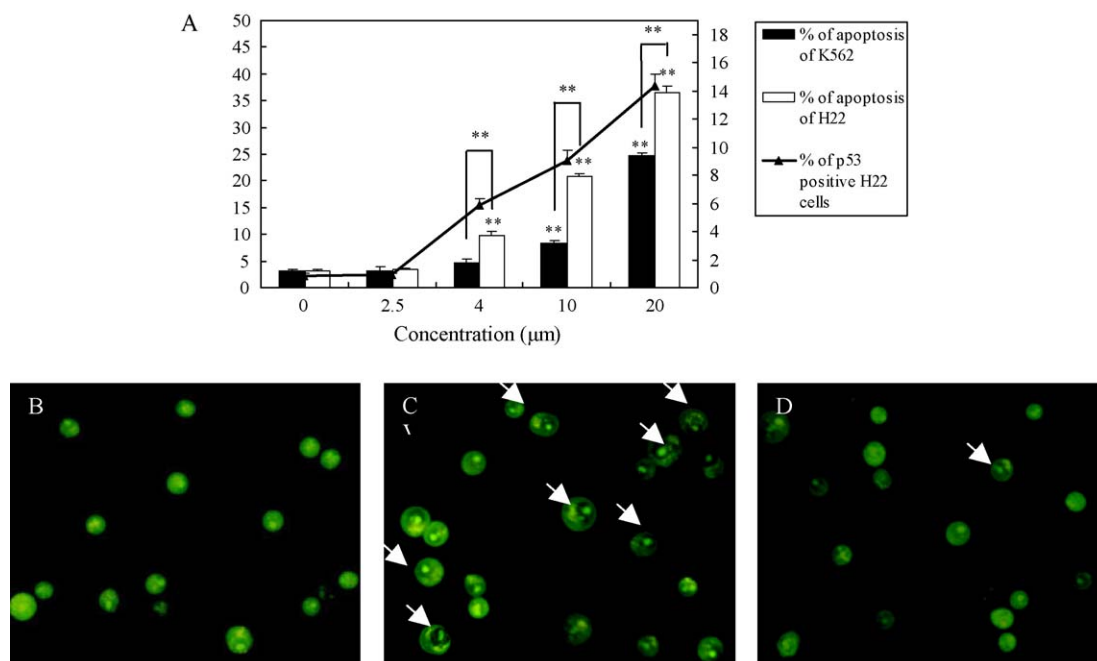 A
50
45
40
35
30
25
20
15
10
5
0
18
16
14
12
10
8
6
4
2
0
**
**
**
**
**
**
**
**
0 2.5 4 10 20
Concentration (μm)
% of apoptosis
of K562
% of apoptosis
of H22
% of p53
positive H22
cells
B
C
D